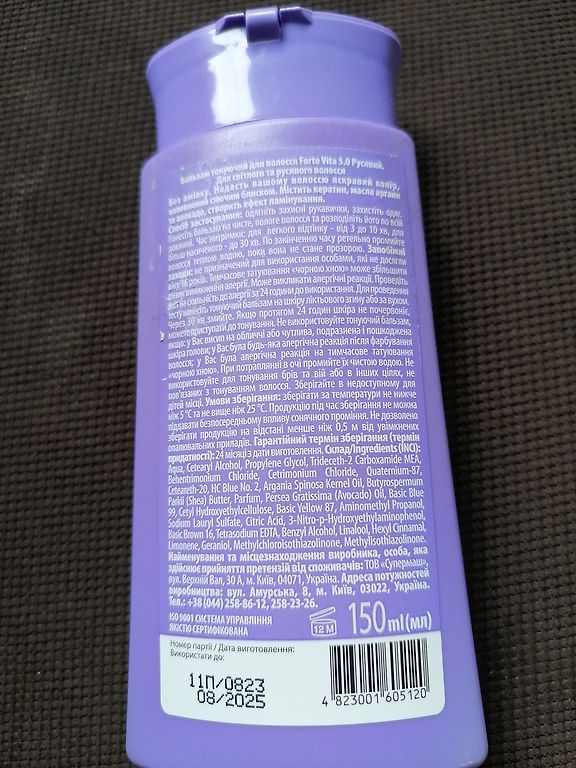 Бальзам тонуючий для волосся Forte Vita 5.0 Русявий.
Для світлого та русявого волосся
Без аміаку. Надасть вашому волоссю яскравий колір,
наповнений сяючим блиском. Містить кератин, масла аргани
та авокадо, створить ефект ламінування.
Спосіб застосування: одягніть захисні рукавички, захистіть одяг.
Нанесіть бальзам на чисте, вологе волосся та розподіліть його по всій
довжині. Час витримки: для легкого відтінку - від 3 до 10 хв, для
більш насиченого - до 30 хв. По закінченню часу ретельно промийте
волосся теплою водою, поки, вона не стане прозорою. Запобіжні
заходи: не призначений для використання особами, які не досягли
віку 16 років. Тимчасове татуювання «чорною хною» може збільшити
ризик виникнення алергії. Може викликати алергічні реакції. Проведіть
тест на схильність до алергії за 24 години до використання. Для проведення
тесту нанесіть тонуючий бальзам на шкіру ліктьового згину або за вухом.
Через 30 хв змийте. Якщо протягом 24 годин шкіра не почервоніє,
можете приступати до тонування. Не використовуйте тонуючий бальзам,
якщо: у Вас висип на обличчі або чутлива, подразнена і пошкоджена
шкіра голови; у Вас була будь-яка алергічна реакція після фарбування
волосся; у Вас була алергічна реакція на тимчасове татуювання
«чорною хною». При потраплянні в очі промийте їх чистою водою. Не
використовуйте для тонування брів та вій або в інших цілях, не
пов'язаних з тонуванням волосся. Зберігайте в недоступному для
дітей місці. Умови зберігання: зберігати за температури не нижче
ніж 5 °С та не вище ніж 25 °С. Продукцію під час зберігання не можна
піддавати безпосередньому впливу сонячного проміння. Не дозволено
зберігати продукцію на відстані менше ніж 0,5 м від увімкнених
опалювальних приладів. Гарантійний термін зберігання (термін
придатності): 24 місяці з дати виготовлення. Склад/Ingredients (INCI):
Aqua, Cetearyl Alcohol, Propylene Glycol, Trideceth-2 Carboxamide MEA,
Behentrimonium Chloride, Cetrimonium Chloride, Quaternium-87,
Ceteareth-20, HC Blue No. 2, Argania Spinosa Kernel Oil, Butyrospermum
Parkii (Shea) Butter, Parfum, Persea Gratissima (Avocado) Oil, Basic Blue
99, Cetyl Hydroxyethylcellulose, Basic Yellow 87, Aminomethyl Propanol,
Sodium Lauryl Sulfate, Citric Acid, 3-Nitro-p-Hydroxyethylaminophenol,
Basic Brown 16, Tetrasodium EDTA, Benzyl Alcohol, Linalool, Hexyl Cinnamal,
Limonene, Geraniol, Methylchloroisothiazolinone, Methylisothiazolinone.
Найменування та місцезнаходження виробника, особа, яка
здійснює прийняття претензій від споживачів: ТОВ «Супермаш»,
вул. Верхній Вал, 30 А, м. Київ, 04071, Україна. Адреса потужностей
виробництва: вул. Амурська, 8, м. Київ, 03022, Україна.
Тел.: +38 (044) 258-86-12, 258-23-26.
ISO 9001 СИСТЕМА УПРАВЛІННЯ
ЯКІСТЮ СЕРТИФІКОВАНА
12 M
150 ml (мл)
Номер партії / Дата виготовлення:
Використати до:
11П/0823
08/2025
4 823001 605120